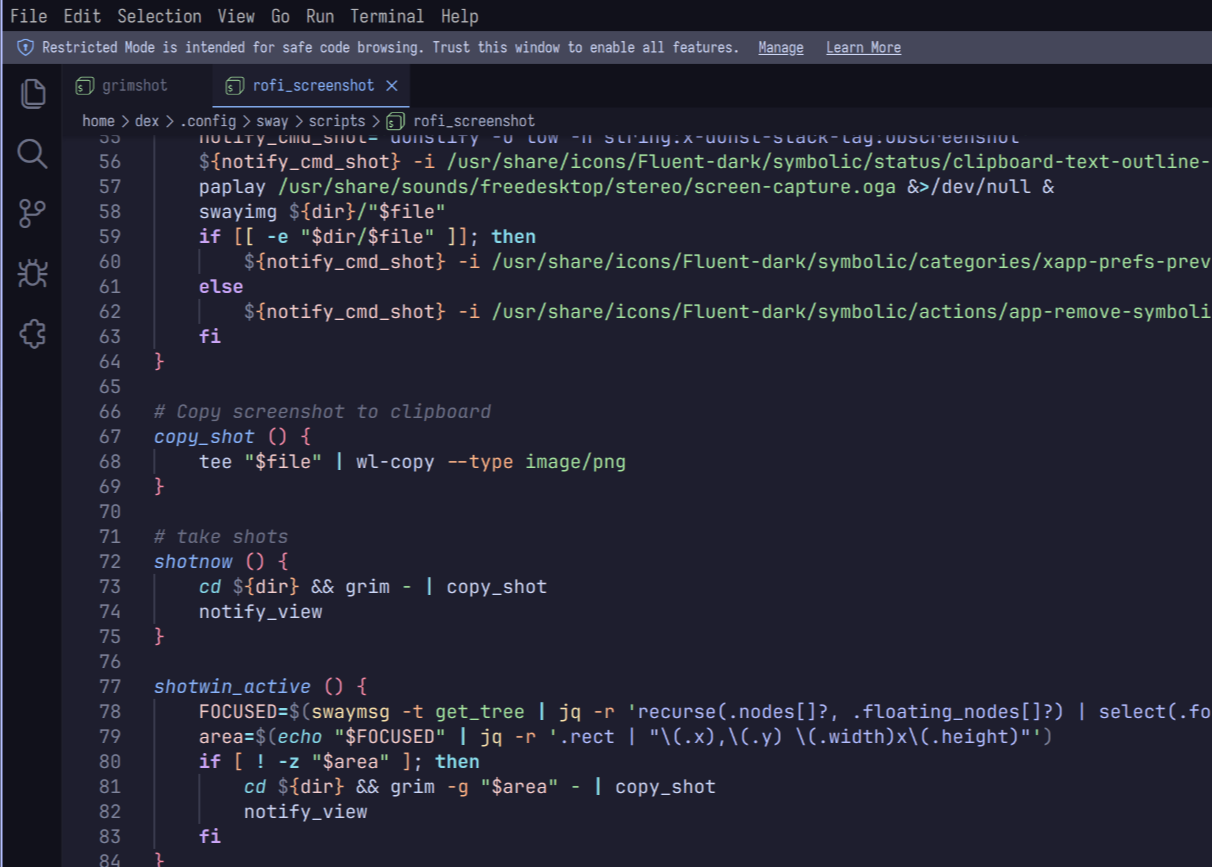 File Edit Selection View Go Run Terminal Help
Restricted Mode is intended for safe code browsing. Trust this window to enable all features. Manage Learn More
grimshot rofi_screenshot
home > dex > .config > sway > scripts > rofi_screenshot
55 notify_cmd_shot="dunstify -u low -h string:x-dunst-stack-tag:obscreenshot
56 ${notify_cmd_shot} -i /usr/share/icons/Fluent-dark/symbolic/status/clipboard-text-outline-
57 paplay /usr/share/sounds/freedesktop/stereo/screen-capture.oga &>/dev/null &
58 swayimg ${dir}/"$file"
59 if [[ -e "$dir/$file" ]]; then
60 ${notify_cmd_shot} -i /usr/share/icons/Fluent-dark/symbolic/categories/xapp-prefs-prev
61 else
62 ${notify_cmd_shot} -i /usr/share/icons/Fluent-dark/symbolic/actions/app-remove-symboli
63 fi
64 }
65
66 # Copy screenshot to clipboard
67 copy_shot () {
68 tee "$file" | wl-copy --type image/png
69 }
70
71 # take shots
72 shotnow () {
73 cd ${dir} && grim - | copy_shot
74 notify_view
75 }
76
77 shotwin_active () {
78 FOCUSED=$(swaymsg -t get_tree | jq -r 'recurse(.nodes[]?, .floating_nodes[]?) | select(.fo
79 area=$(echo "$FOCUSED" | jq -r '.rect | "\(.x),\(.y) \(.width)x\(.height)"')
80 if [ ! -z "$area" ]; then
81 cd ${dir} && grim -g "$area" - | copy_shot
82 notify_view
83 fi
84 }